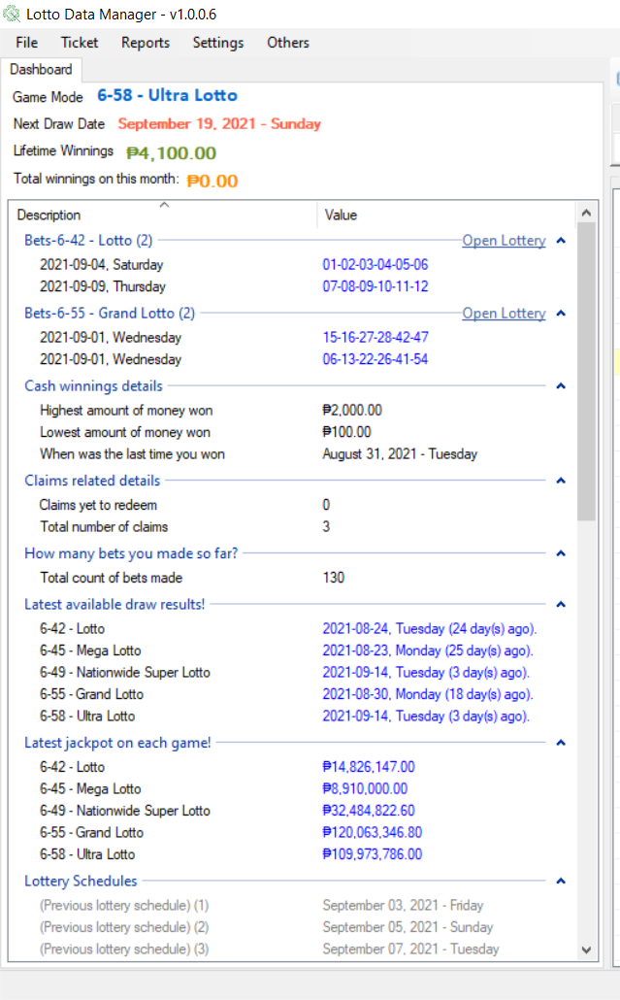 Lotto Data Manager - v1.0.0.6
File Ticket Reports Settings Others
Dashboard
Game Mode 6-58 - Ultra Lotto
Next Draw Date September 19, 2021 - Sunday
Lifetime Winnings ₱4,100.00
Total winnings on this month: ₱0.00
Description Value
Bets-6-42 - Lotto (2) Open Lottery
2021-09-04, Saturday 01-02-03-04-05-06
2021-09-09, Thursday 07-08-09-10-11-12
Bets-6-55 - Grand Lotto (2) Open Lottery
2021-09-01, Wednesday 15-16-27-28-42-47
2021-09-01, Wednesday 06-13-22-26-41-54
Cash winnings details
Highest amount of money won ₱2,000.00
Lowest amount of money won ₱100.00
When was the last time you won August 31, 2021 - Tuesday
Claims related details
Claims yet to redeem 0
Total number of claims 3
How many bets you made so far?
Total count of bets made 130
Latest available draw results!
6-42 - Lotto 2021-08-24, Tuesday (24 day(s) ago).
6-45 - Mega Lotto 2021-08-23, Monday (25 day(s) ago).
6-49 - Nationwide Super Lotto 2021-09-14, Tuesday (3 day(s) ago).
6-55 - Grand Lotto 2021-08-30, Monday (18 day(s) ago).
6-58 - Ultra Lotto 2021-09-14, Tuesday (3 day(s) ago).
Latest jackpot on each game!
6-42 - Lotto ₱14,826,147.00
6-45 - Mega Lotto ₱8,910,000.00
6-49 - Nationwide Super Lotto ₱32,484,822.60
6-55 - Grand Lotto ₱120,063,346.80
6-58 - Ultra Lotto ₱109,973,786.00
Lottery Schedules
(Previous lottery schedule) (1) September 03, 2021 - Friday
(Previous lottery schedule) (2) September 05, 2021 - Sunday
(Previous lottery schedule) (3) September 07, 2021 - Tuesday